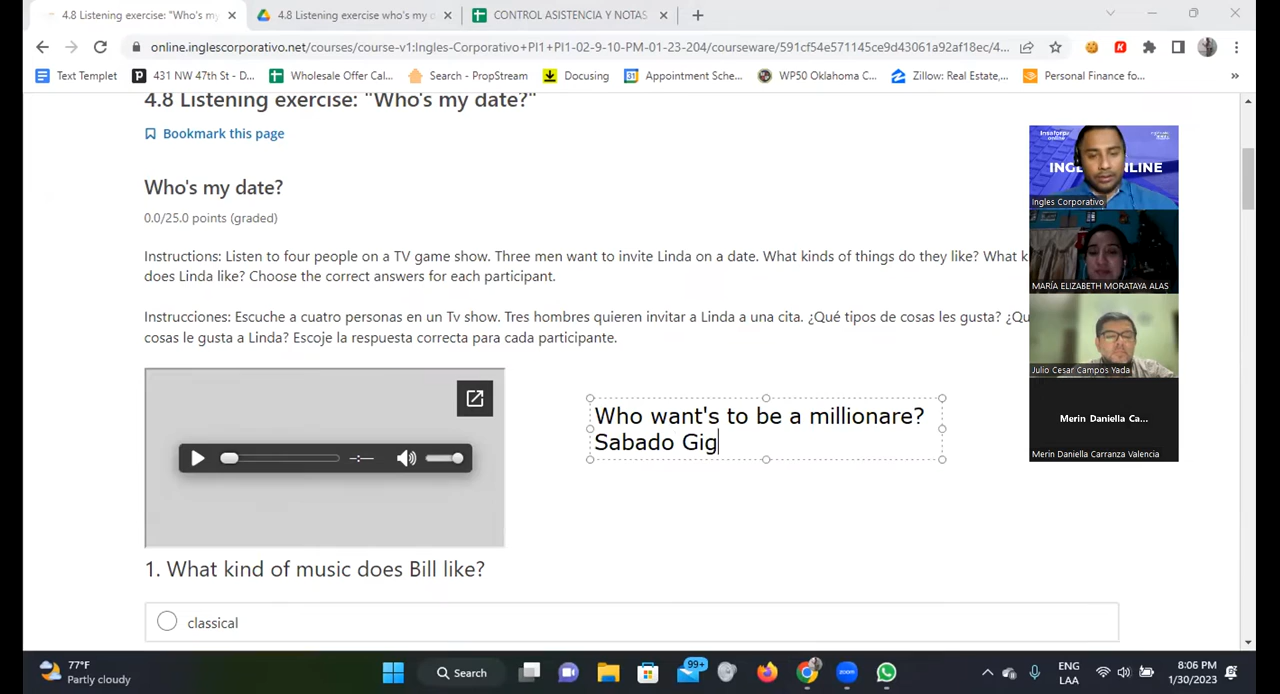 4.8 Listening exercise: "Who's my
4.8 Listening exercise who's my d
CONTROL ASISTENCIA Y NOTAS
online.inglescorporativo.net/courses/course-v1:Ingles-Corporativo+PI1+PI1-02-9-10-PM-01-23-204/courseware/591cf54e571145ce9d43061a92af18ec/4...
Text Templet
431 NW 47th St - D...
Wholesale Offer Cal...
Search - PropStream
Docusing
Appointment Sche...
WP50 Oklahoma C...
Zillow: Real Estate,...
Personal Finance fo...
4.8 Listening exercise: "Who's my date?"
Bookmark this page
Who's my date?
0.0/25.0 points (graded)
Instructions: Listen to four people on a TV game show. Three men want to invite Linda on a date. What kinds of things do they like? What k
does Linda like? Choose the correct answers for each participant.
Instrucciones: Escuche a cuatro personas en un Tv show. Tres hombres quieren invitar a Linda a una cita. ¿Qué tipos de cosas les gusta? ¿Qu
cosas le gusta a Linda? Escoje la respuesta correcta para cada participante.
-:--
Who want's to be a millionare?
Sabado Gig
1. What kind of music does Bill like?
classical
Ingles Corporativo
MARÍA ELIZABETH MORATAYA ALAS
Julio Cesar Campos Yada
Merin Daniella Ca...
Merin Daniella Carranza Valencia
77°F
Partly cloudy
Search
99+
zoom
ENG
LAA
8:06 PM
1/30/2023